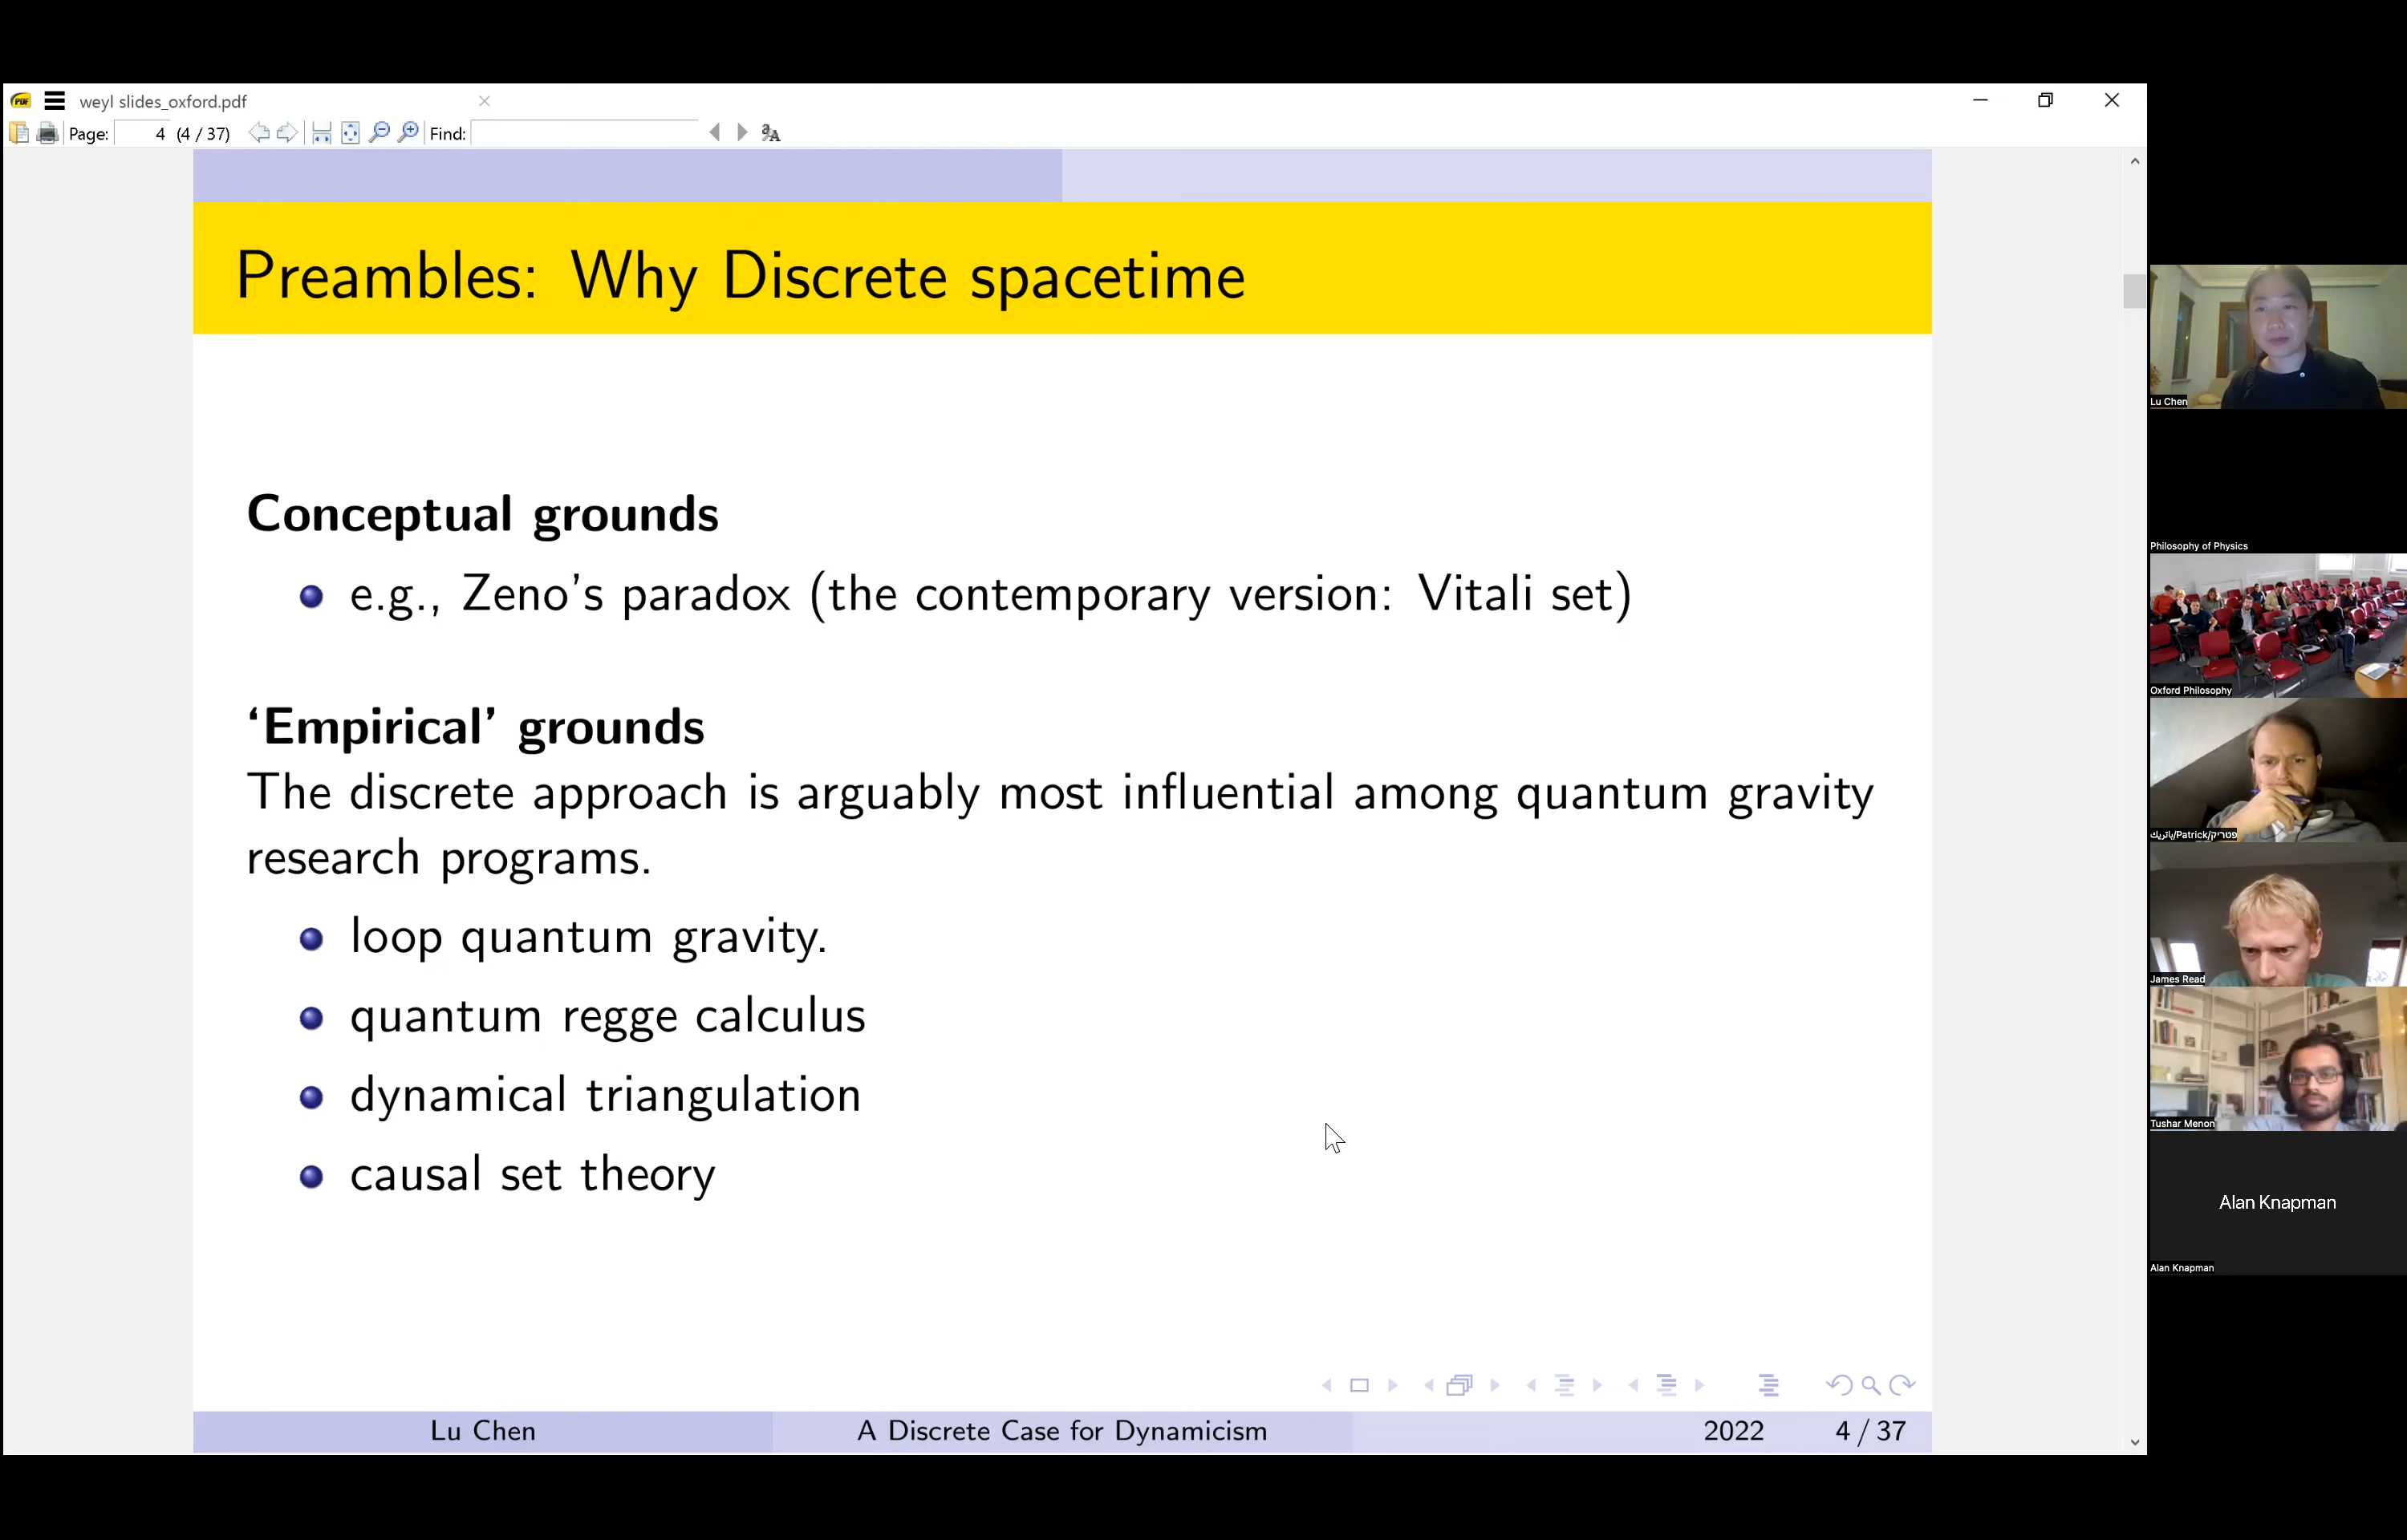 weyl slides_oxford.pdf
Page: 4 (4 / 37) Find:
Preambles: Why Discrete spacetime
Conceptual grounds
e.g., Zeno's paradox (the contemporary version: Vitali set)
‘Empirical’ grounds
The discrete approach is arguably most influential among quantum gravity
research programs.
loop quantum gravity.
quantum regge calculus
dynamical triangulation
causal set theory
Lu Chen A Discrete Case for Dynamicism 2022 4 / 37
Lu Chen
Philosophy of Physics
Oxford Philosophy
پاتريك/Patrick/פטריק
James Read
Tushar Menon
Alan Knapman
Alan Knapman